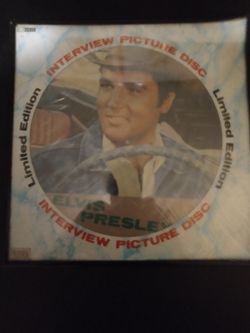 INTERVIEW PICTURE DISC
Limited Edition
Limited Edition
ELVIS
PRESLEY
INTERVIEW PICTURE DISC